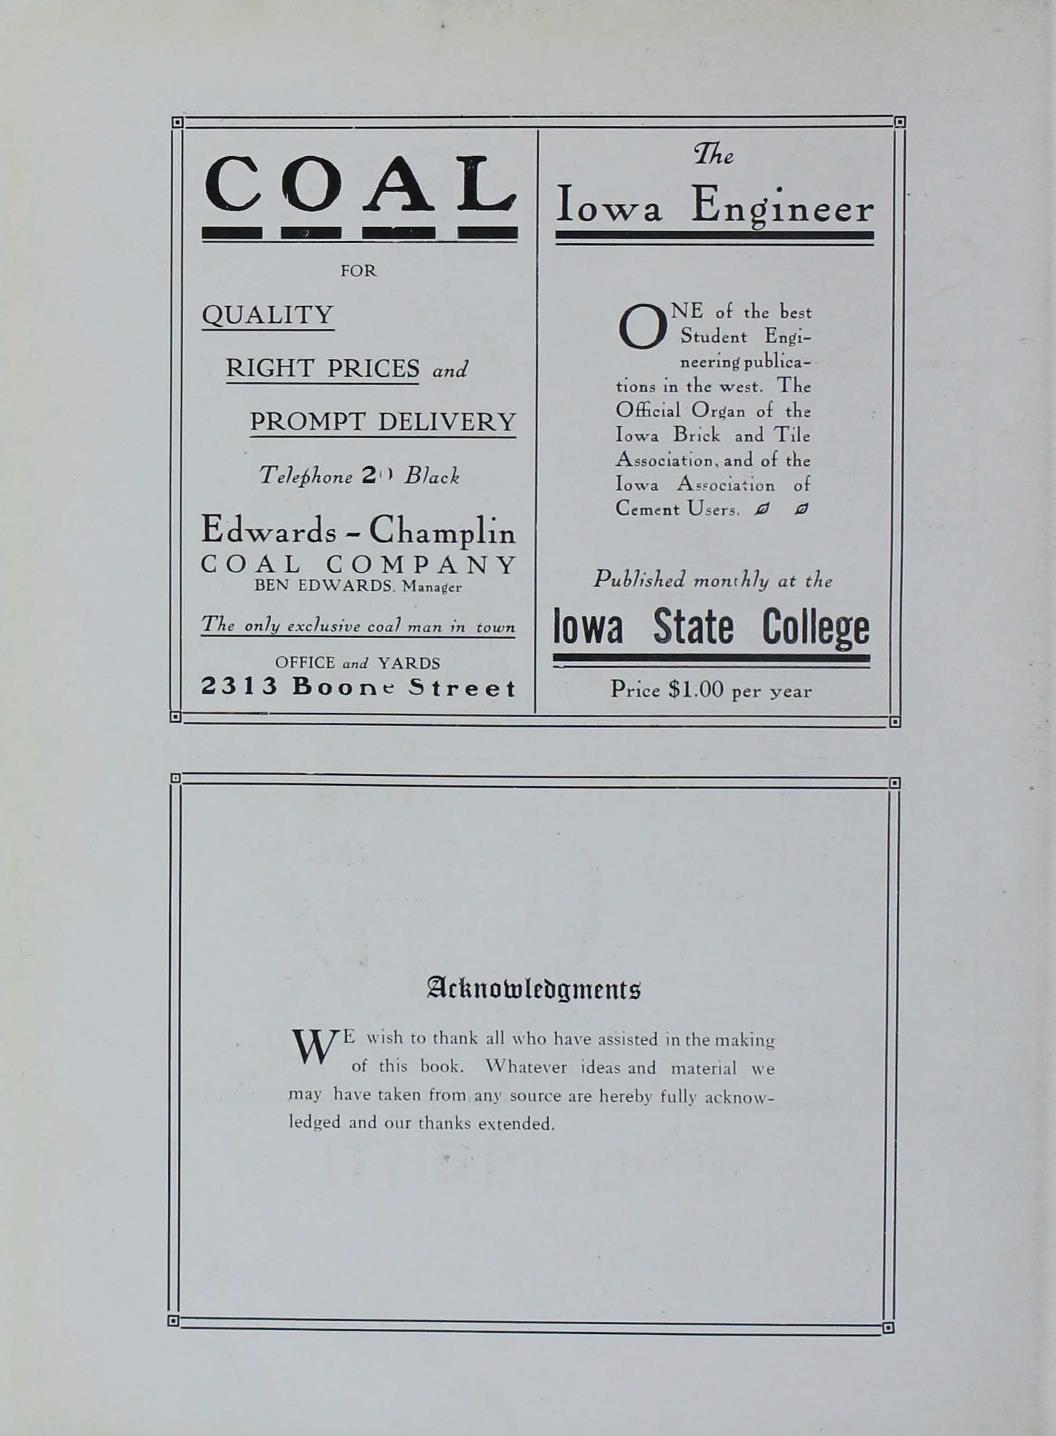 COAL
FOR
QUALITY
RIGHT PRICES and
PROMPT DELIVERY
Telephone Black
Edwards - Champlin
COAL COMPANY
BEN EDWARDS, Manager
The only exclusive coal man in town
OFFICE and YARDS
2313 Boone Street
The
Iowa Engineer
ONE of the best
Student Engi-
neering publica-
tions in the west. The
Official Organ of the
Iowa Brick and Tile
Association, and of the
Iowa Association of
Cement Users.
Published monthly at the
Iowa State College
Price $1.00 per year
Acknowledgments
WE wish to thank all who have assisted in the making
of this book. Whatever ideas and material we
may have taken from any source are hereby fully acknow-
ledged and our thanks extended.